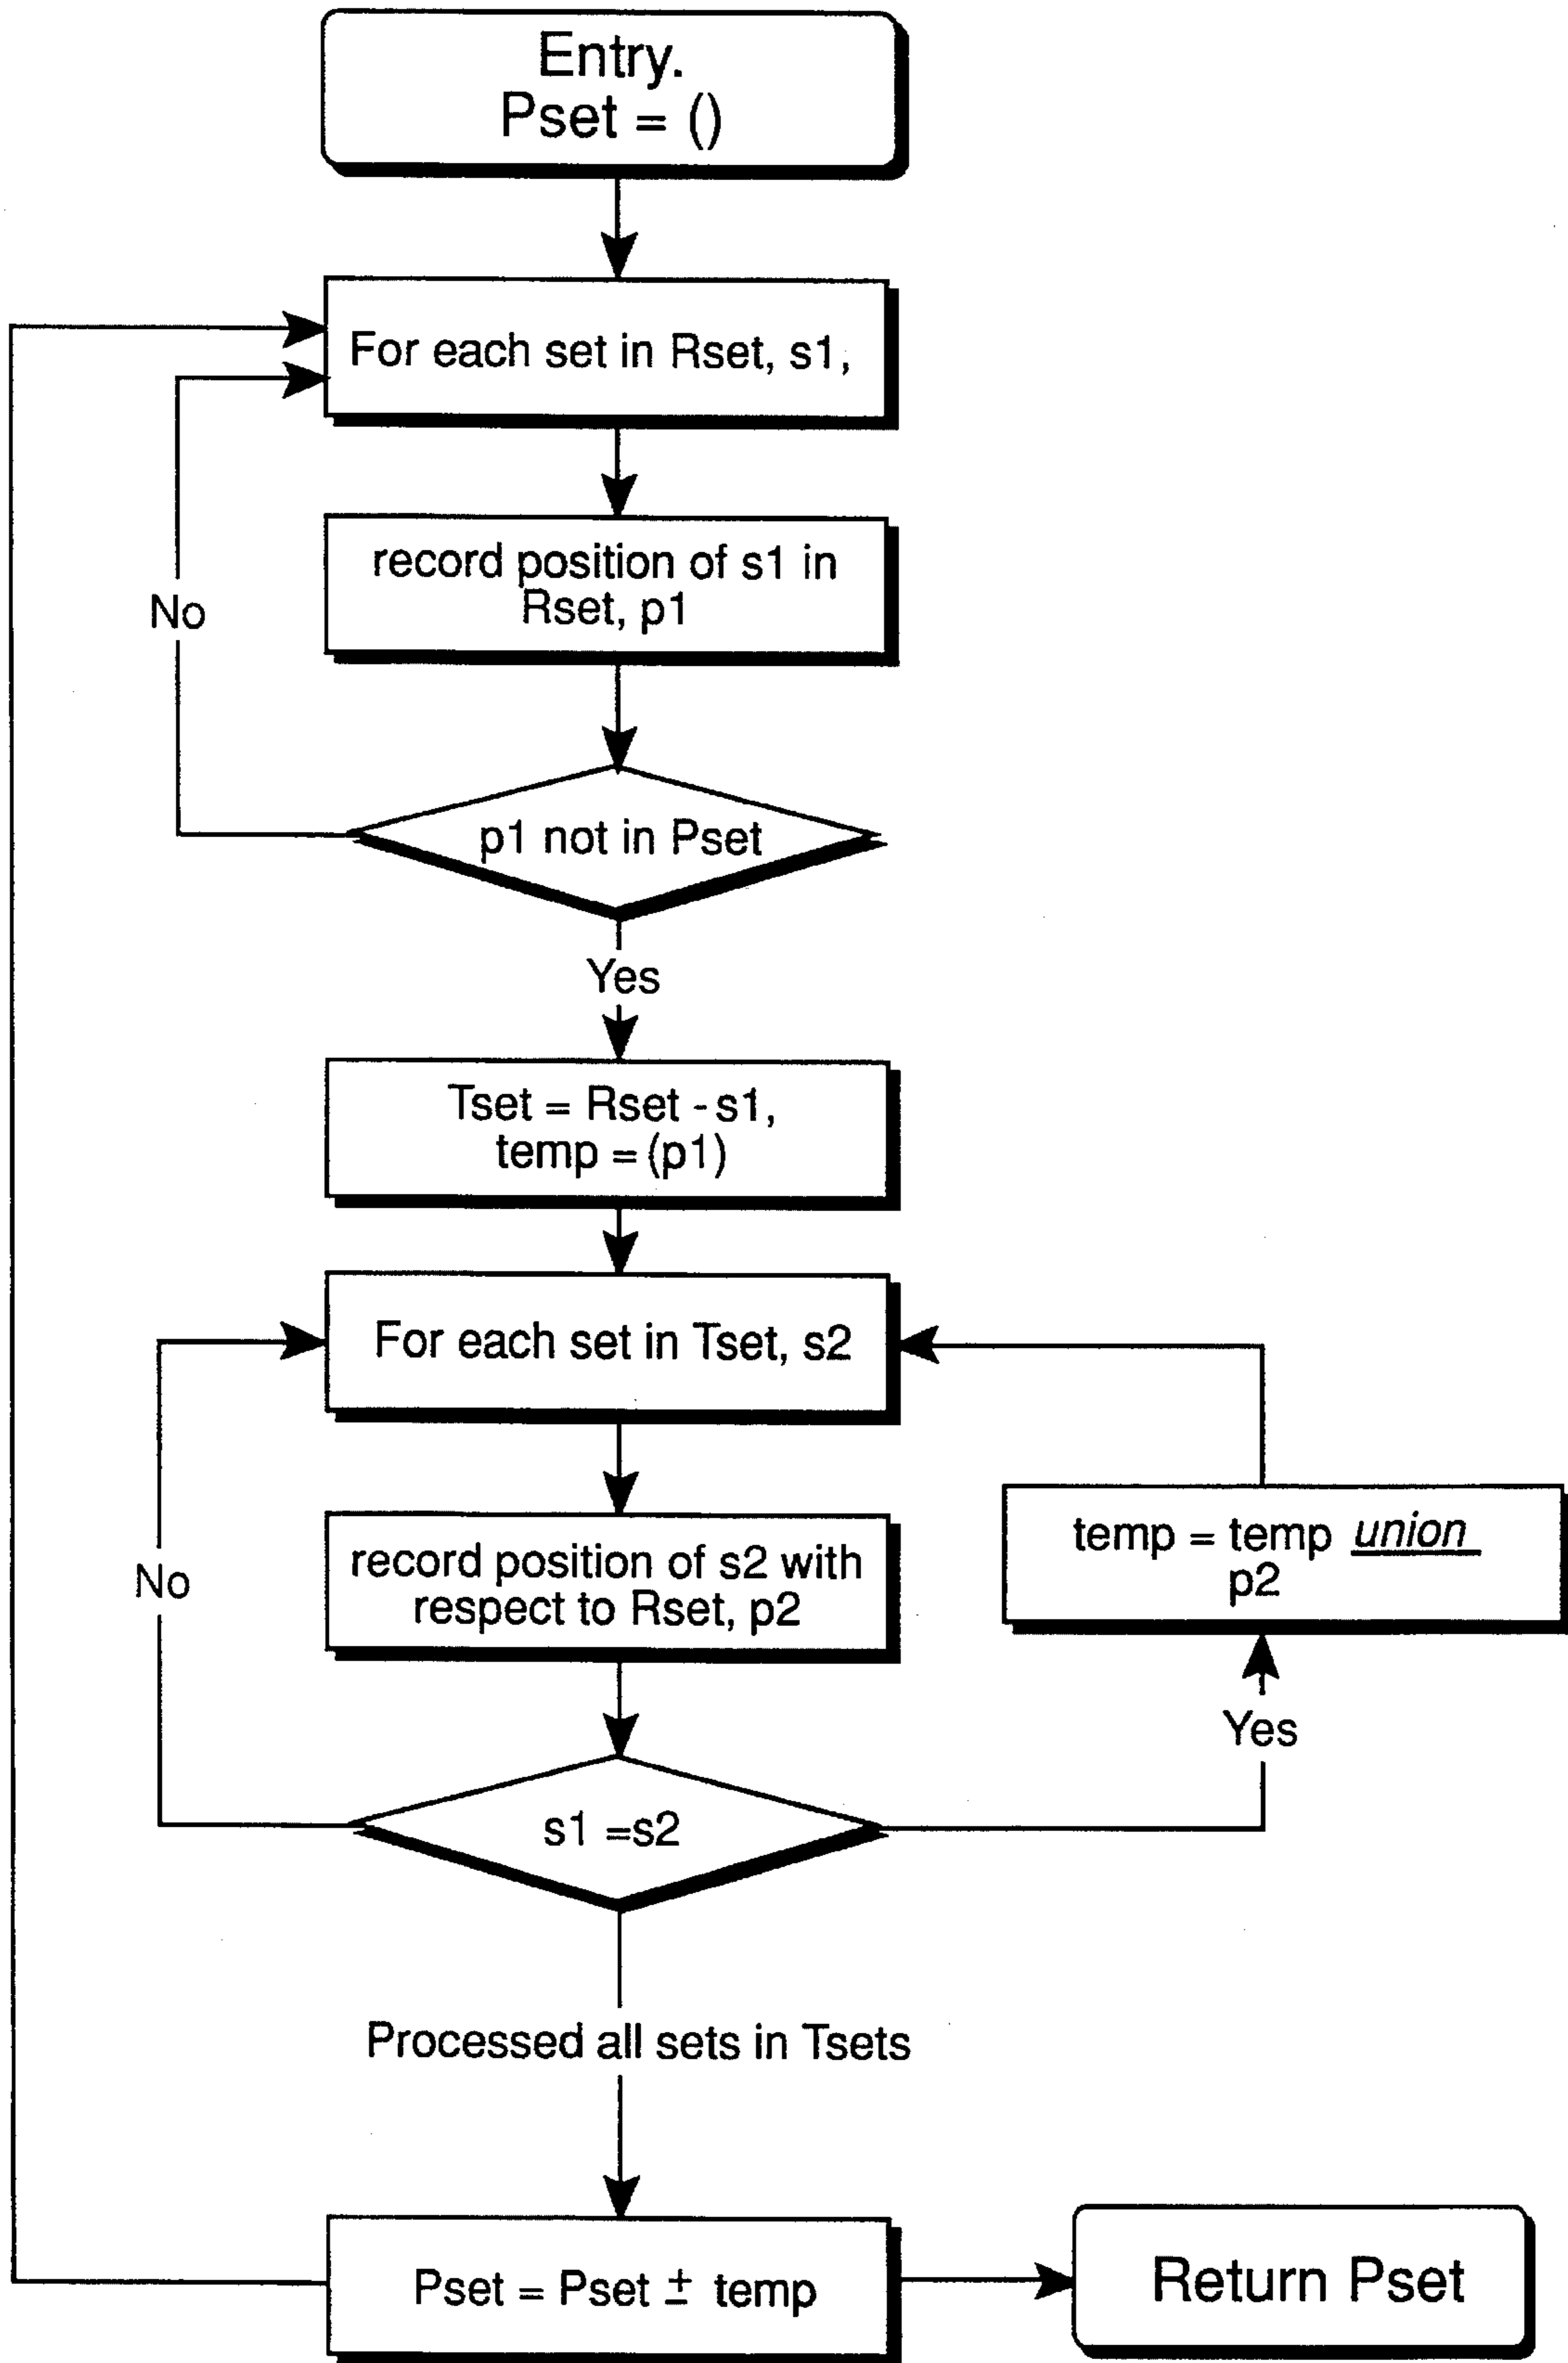 Entry.
Pset = ()
For each set in Rset, s1,
record position of s1 in
Rset, p1
No
p1 not in Pset
Yes
Tset = Rset - s1,
temp = (p1)
For each set in Tset, s2
record position of s2 with
respect to Rset, p2
No
temp = temp union
p2
Yes
s1 =s2
Processed all sets in Tsets
Pset = Pset ± temp
Return Pset